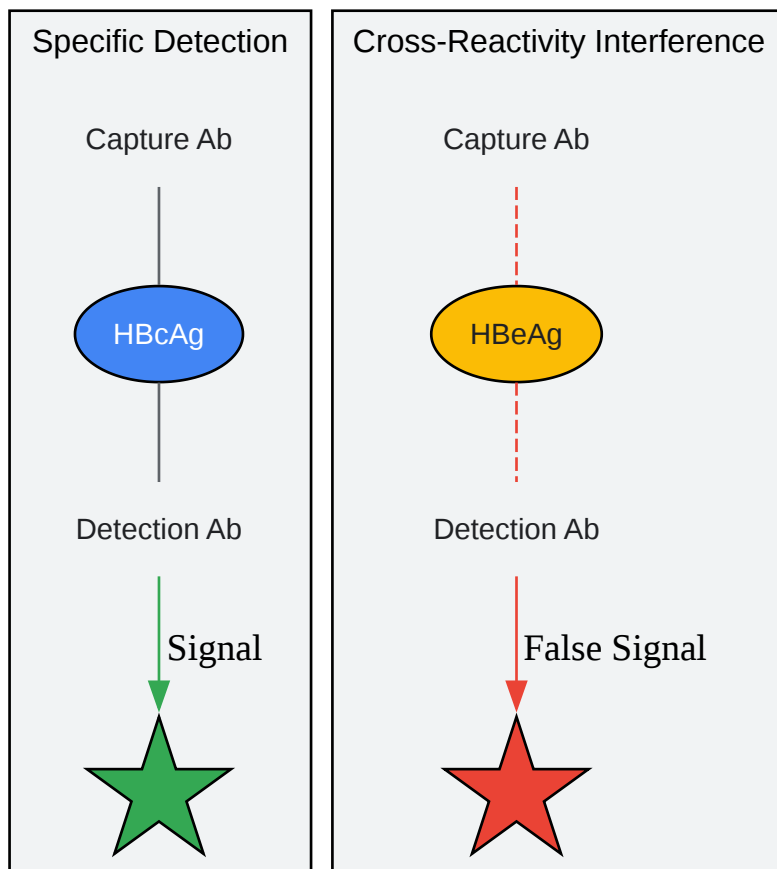 Specific Detection
Capture Ab
HBcAg
Detection Ab
Signal
Cross-Reactivity Interference
Capture Ab
HBeAg
Detection Ab
False Signal